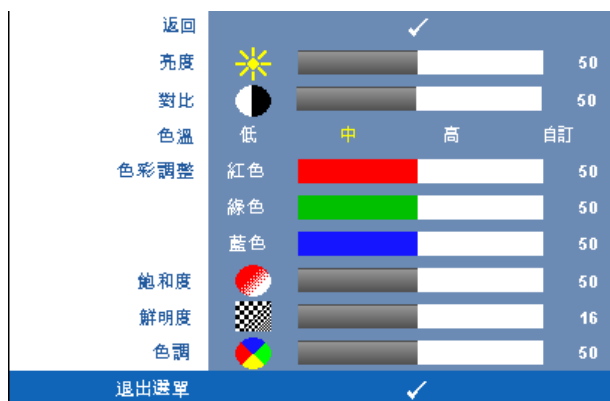 返回
亮度 50
對比 50
色溫 低 中 高 自訂
色彩調整 紅色 50
綠色 50
藍色 50
飽和度 50
鮮明度 16
色調 50
退出選單